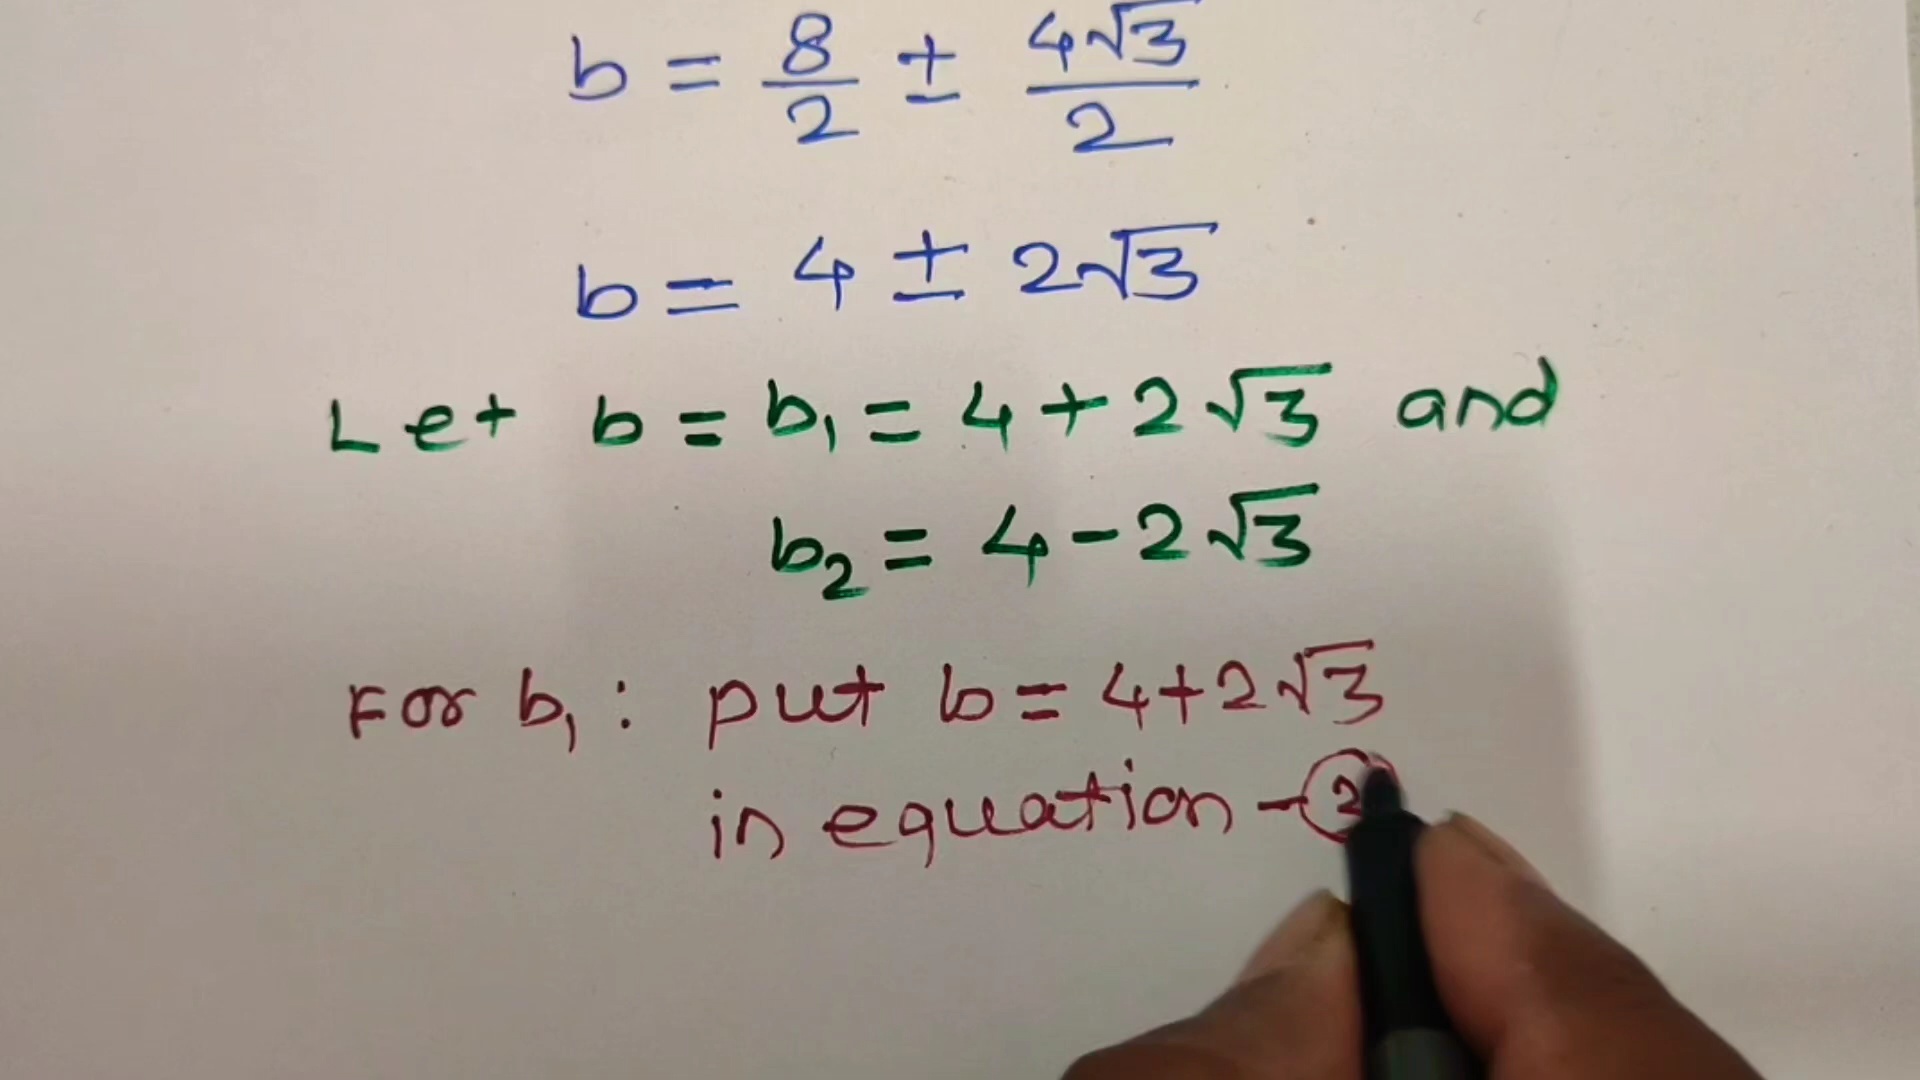 b = 8/2 ± 4√3/2
b = 4 ± 2√3
Let b = b₁ = 4 + 2√3 and
b₂ = 4 - 2√3
For b₁ : put b = 4+2√3
in equation - ②